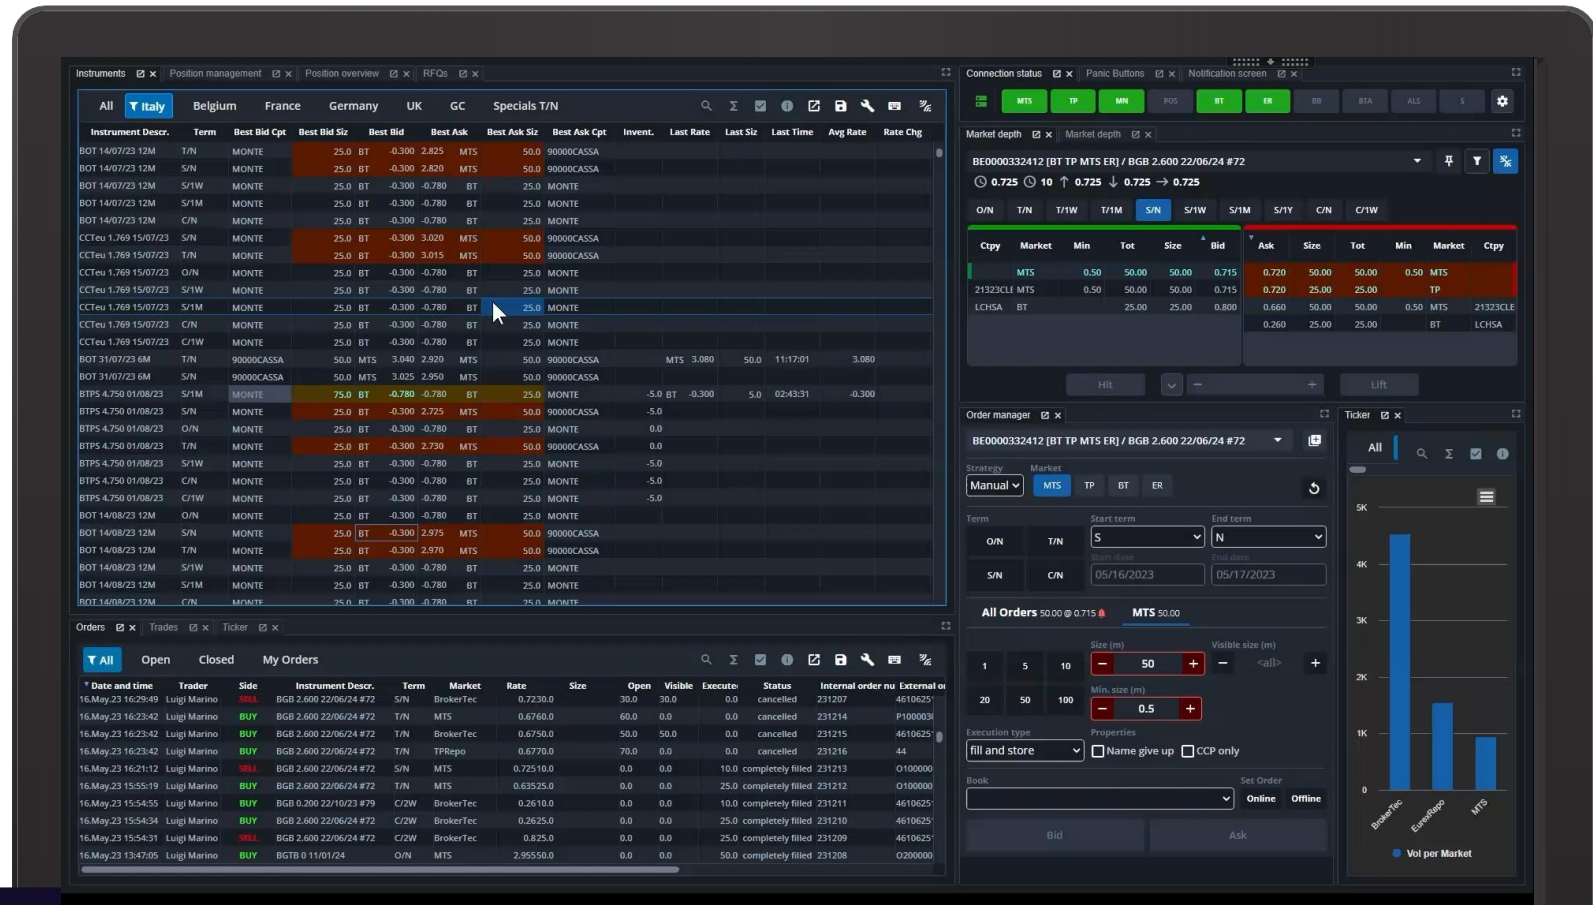 Instruments Position management Position overview RFQs
All Italy Belgium France Germany UK GC Specials T/N
Instrument Descr. Term Best Bid Cpt Best Bid Siz Best Bid Best Ask Best Ask Siz Best Ask Cpt Invent. Last Rate Last Siz Last Time Avg Rate Rate Chg
BOT 14/07/23 12M T/N MONTE 25.0 BT -0.300 2.825 MTS 50.0 90000CASSA
BOT 14/07/23 12M S/N MONTE 25.0 BT -0.300 2.820 MTS 50.0 90000CASSA
BOT 14/07/23 12M S/1W MONTE 25.0 BT -0.300 -0.780 BT 25.0 MONTE
BOT 14/07/23 12M S/1M MONTE 25.0 BT -0.300 -0.780 BT 25.0 MONTE
BOT 14/07/23 12M C/N MONTE 25.0 BT -0.300 -0.780 BT 25.0 MONTE
CCTeu 1.769 15/07/23 S/N MONTE 25.0 BT -0.300 3.020 MTS 50.0 90000CASSA
CCTeu 1.769 15/07/23 T/N MONTE 25.0 BT -0.300 3.015 MTS 50.0 90000CASSA
CCTeu 1.769 15/07/23 O/N MONTE 25.0 BT -0.300 -0.780 BT 25.0 MONTE
CCTeu 1.769 15/07/23 S/1W MONTE 25.0 BT -0.300 -0.780 BT 25.0 MONTE
CCTeu 1.769 15/07/23 S/1M MONTE 25.0 BT -0.300 -0.780 BT 25.0 MONTE
CCTeu 1.769 15/07/23 C/N MONTE 25.0 BT -0.300 -0.780 BT 25.0 MONTE
CCTeu 1.769 15/07/23 C/1W MONTE 25.0 BT -0.300 -0.780 BT 25.0 MONTE
BOT 31/07/23 6M T/N 90000CASSA 50.0 MTS 3.040 2.920 MTS 50.0 90000CASSA MTS 3.080 50.0 11:17:01 3.080
BOT 31/07/23 6M S/N 90000CASSA 50.0 MTS 3.025 2.950 MTS 50.0 90000CASSA
BTPS 4.750 01/08/23 S/1M MONTE 75.0 BT -0.780 -0.780 BT 25.0 MONTE -5.0 BT -0.300 5.0 02:43:31 -0.300
BTPS 4.750 01/08/23 S/N MONTE 25.0 BT -0.300 2.725 MTS 50.0 90000CASSA -5.0
BTPS 4.750 01/08/23 O/N MONTE 25.0 BT -0.300 -0.780 BT 25.0 MONTE 0.0
BTPS 4.750 01/08/23 T/N MONTE 25.0 BT -0.300 2.730 MTS 50.0 90000CASSA 0.0
BTPS 4.750 01/08/23 S/1W MONTE 25.0 BT -0.300 -0.780 BT 25.0 MONTE -5.0
BTPS 4.750 01/08/23 C/N MONTE 25.0 BT -0.300 -0.780 BT 25.0 MONTE -5.0
BTPS 4.750 01/08/23 C/1W MONTE 25.0 BT -0.300 -0.780 BT 25.0 MONTE -5.0
BOT 14/08/23 12M O/N MONTE 25.0 BT -0.300 -0.780 BT 25.0 MONTE
BOT 14/08/23 12M S/N MONTE 25.0 BT -0.300 2.975 MTS 50.0 90000CASSA
BOT 14/08/23 12M T/N MONTE 25.0 BT -0.300 2.970 MTS 50.0 90000CASSA
BOT 14/08/23 12M S/1W MONTE 25.0 BT -0.300 -0.780 BT 25.0 MONTE
BOT 14/08/23 12M S/1M MONTE 25.0 BT -0.300 -0.780 BT 25.0 MONTE
BOT 14/08/23 12M C/N MONTE 25.0 BT -0.300 -0.780 BT 25.0 MONTE
Orders Trades Ticker
All Open Closed My Orders
Date and time Trader Side Instrument Descr. Term Market Rate Size Open Visible Execute Status Internal order nu External o
16.May.23 16:29:49 Luigi Marino SELL BGB 2.600 22/06/24 #72 S/N BrokerTec 0.7230.0 30.0 30.0 0.0 cancelled 231207 4610625
16.May.23 16:23:42 Luigi Marino BUY BGB 2.600 22/06/24 #72 T/N MTS 0.6760.0 60.0 0.0 0.0 cancelled 231214 P100003
16.May.23 16:23:42 Luigi Marino BUY BGB 2.600 22/06/24 #72 T/N BrokerTec 0.6750.0 50.0 50.0 0.0 cancelled 231215 4610625
16.May.23 16:23:42 Luigi Marino BUY BGB 2.600 22/06/24 #72 T/N TPRepo 0.6770.0 70.0 0.0 0.0 cancelled 231216 44
16.May.23 16:21:12 Luigi Marino SELL BGB 2.600 22/06/24 #72 S/N MTS 0.72510.0 0.0 0.0 10.0 completely filled 231213 O100000
16.May.23 15:55:19 Luigi Marino BUY BGB 2.600 22/06/24 #72 T/N MTS 0.63525.0 0.0 0.0 25.0 completely filled 231212 O100000
16.May.23 15:54:55 Luigi Marino BUY BGB 0.200 22/10/23 #79 C/2W BrokerTec 0.2610.0 0.0 0.0 10.0 completely filled 231211 4610625
16.May.23 15:54:34 Luigi Marino BUY BGB 2.600 22/06/24 #72 C/2W BrokerTec 0.2625.0 0.0 0.0 25.0 completely filled 231210 4610625
16.May.23 15:54:31 Luigi Marino SELL BGB 2.600 22/06/24 #72 C/2W BrokerTec 0.825.0 0.0 0.0 25.0 completely filled 231209 4610625
16.May.23 13:47:05 Luigi Marino BUY BGTB 0 11/01/24 O/N MTS 2.95550.0 0.0 0.0 50.0 completely filled 231208 O200000
Connection status Panic Buttons Notification screen
MTS TP MN POS BT ER BB BTA ALS S
Market depth Market depth
BE0000332412 [BT TP MTS ER] / BGB 2.600 22/06/24 #72
0.725 10 ↑ 0.725 ↓ 0.725 → 0.725
O/N T/N T/1W T/1M S/N S/1W S/1M S/1Y C/N C/1W
Ctpy Market Min Tot Size Bid Ask Size Tot Min Market Ctpy
MTS 0.50 50.00 50.00 0.715 0.720 50.00 50.00 0.50 MTS
21323CLE MTS 0.50 50.00 50.00 0.715 0.720 25.00 25.00 TP
LCHSA BT 25.00 25.00 0.800 0.660 50.00 50.00 0.50 MTS 21323CLE
0.260 25.00 25.00 BT LCHSA
Hit − + Lift
Order manager
BE0000332412 [BT TP MTS ER] / BGB 2.600 22/06/24 #72
Strategy Market
Manual MTS TP BT ER
Term Start term End term
O/N T/N S N
Start date End date
S/N C/N 05/16/2023 05/17/2023
All Orders 50.00 @ 0.715 MTS 50.00
Size (m) Visible size (m)
1 5 10 − 50 + − <all> +
Min. size (m)
20 50 100 − 0.5 +
Execution type Properties
fill and store Name give up CCP only
Book Set Order
Online Offline
Bid Ask
Ticker
All
5K
4K
3K
2K
1K
0
BrokerTec EurexRepo MTS
Vol per Market